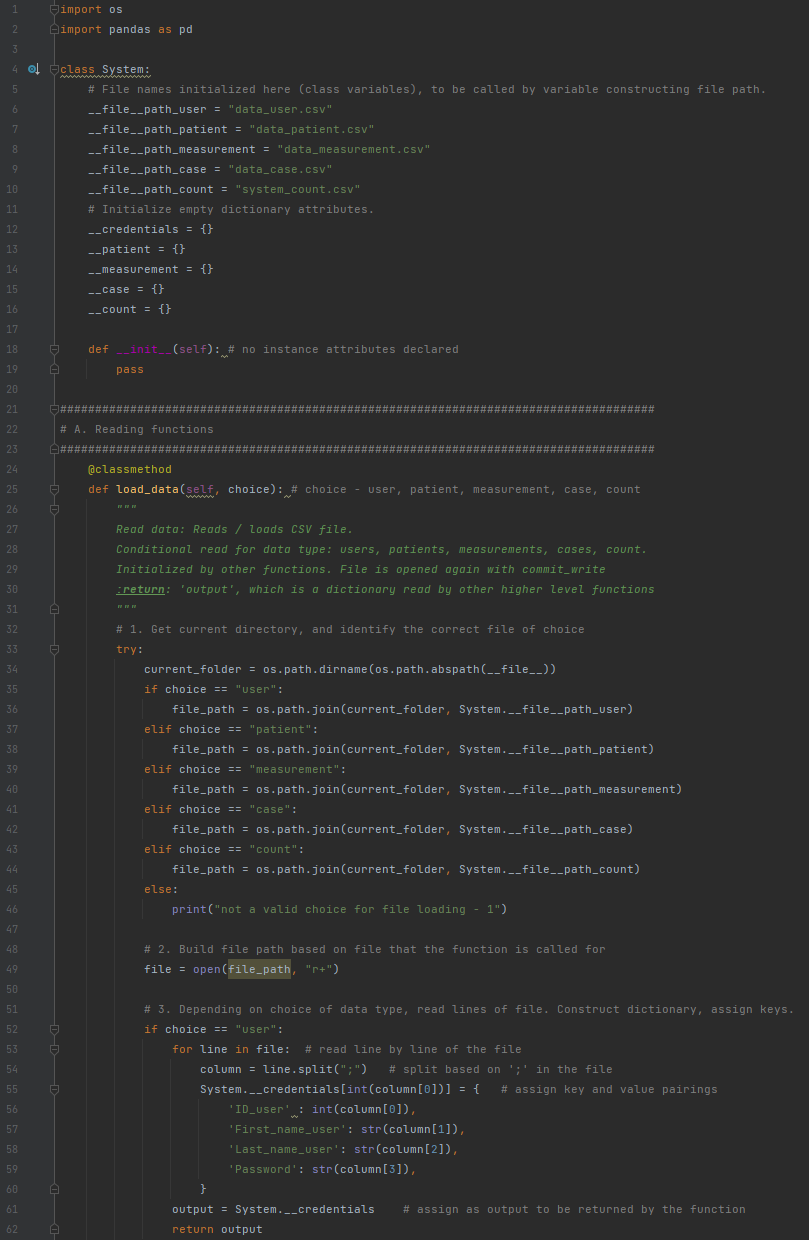 1 import os
2 import pandas as pd
3
4 class System:
5     # File names initialized here (class variables), to be called by variable constructing file path.
6     __file__path_user = "data_user.csv"
7     __file__path_patient = "data_patient.csv"
8     __file__path_measurement = "data_measurement.csv"
9     __file__path_case = "data_case.csv"
10     __file__path_count = "system_count.csv"
11     # Initialize empty dictionary attributes.
12     __credentials = {}
13     __patient = {}
14     __measurement = {}
15     __case = {}
16     __count = {}
17
18     def __init__(self): # no instance attributes declared
19         pass
20
21 #####################################################################################
22 # A. Reading functions
23 #####################################################################################
24     @classmethod
25     def load_data(self, choice): # choice - user, patient, measurement, case, count
26         """
27         Read data: Reads / loads CSV file.
28         Conditional read for data type: users, patients, measurements, cases, count.
29         Initialized by other functions. File is opened again with commit_write
30         :return: 'output', which is a dictionary read by other higher level functions
31         """
32         # 1. Get current directory, and identify the correct file of choice
33         try:
34             current_folder = os.path.dirname(os.path.abspath(__file__))
35             if choice == "user":
36                 file_path = os.path.join(current_folder, System.__file__path_user)
37             elif choice == "patient":
38                 file_path = os.path.join(current_folder, System.__file__path_patient)
39             elif choice == "measurement":
40                 file_path = os.path.join(current_folder, System.__file__path_measurement)
41             elif choice == "case":
42                 file_path = os.path.join(current_folder, System.__file__path_case)
43             elif choice == "count":
44                 file_path = os.path.join(current_folder, System.__file__path_count)
45             else:
46                 print("not a valid choice for file loading - 1")
47
48             # 2. Build file path based on file that the function is called for
49             file = open(file_path, "r+")
50
51             # 3. Depending on choice of data type, read lines of file. Construct dictionary, assign keys.
52             if choice == "user":
53                 for line in file:  # read line by line of the file
54                     column = line.split(";")   # split based on ';' in the file
55                     System.__credentials[int(column[0])] = {   # assign key and value pairings
56                         'ID_user' : int(column[0]),
57                         'First_name_user': str(column[1]),
58                         'Last_name_user': str(column[2]),
59                         'Password': str(column[3]),
60                     }
61                 output = System.__credentials    # assign as output to be returned by the function
62                 return output